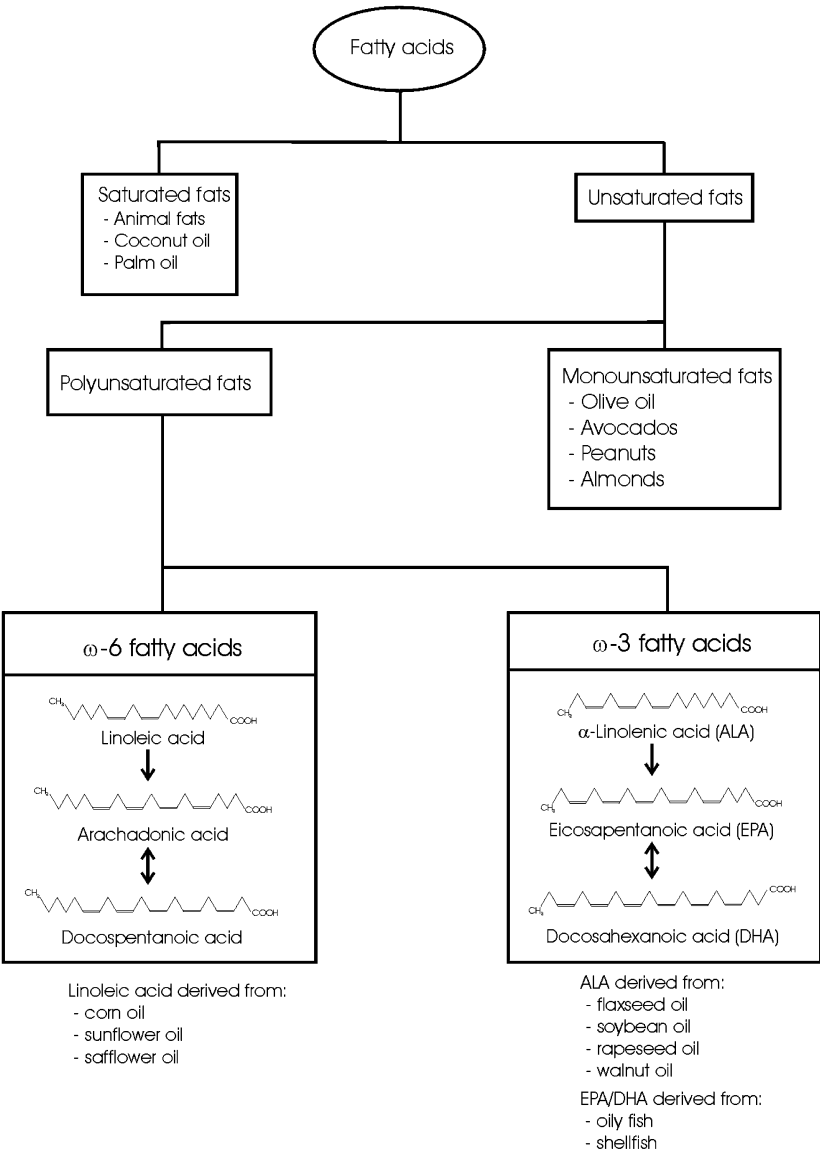 Fatty acids
Saturated fats
- Animal fats
- Coconut oil
- Palm oil
Unsaturated fats
Polyunsaturated fats
Monounsaturated fats
- Olive oil
- Avocados
- Peanuts
- Almonds
ω-6 fatty acids
CH₃
COOH
Linoleic acid
CH₃
COOH
Arachadonic acid
CH₃
COOH
Docospentanoic acid
Linoleic acid derived from:
- corn oil
- sunflower oil
- safflower oil
ω-3 fatty acids
CH₃
COOH
α-Linolenic acid (ALA)
CH₃
COOH
Eicosapentanoic acid (EPA)
CH₃
COOH
Docosahexanoic acid (DHA)
ALA derived from:
- flaxseed oil
- soybean oil
- rapeseed oil
- walnut oil
EPA/DHA derived from:
- oily fish
- shellfish